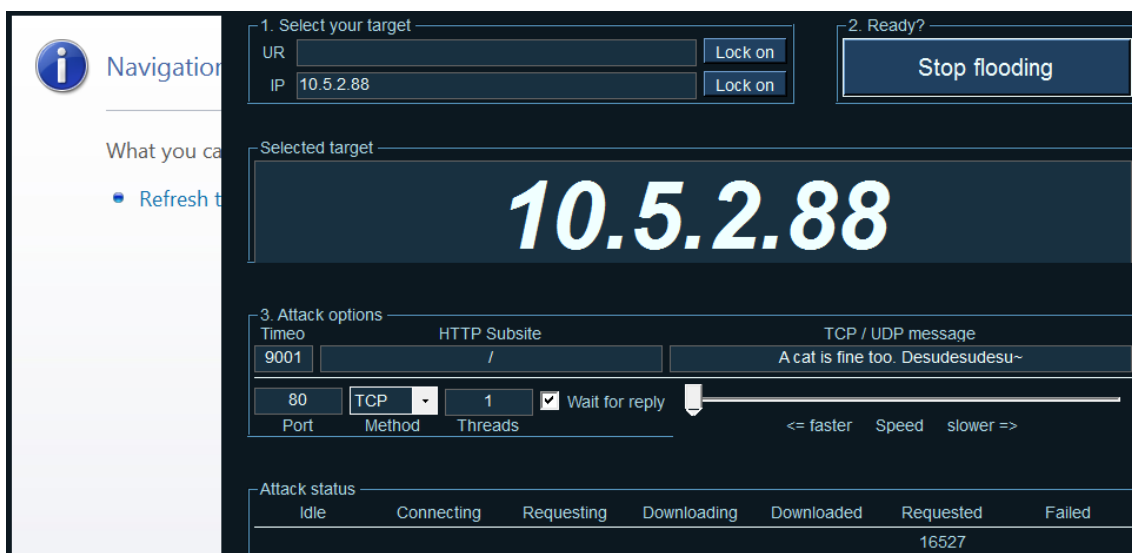 Navigation
What you ca
Refresh t
1. Select your target
UR
Lock on
IP 10.5.2.88 Lock on
2. Ready?
Stop flooding
Selected target
10.5.2.88
3. Attack options
Timeo HTTP Subsite TCP / UDP message
9001 / A cat is fine too. Desudesudesu~
80 TCP 1 Wait for reply
Port Method Threads <= faster Speed slower =>
Attack status
Idle Connecting Requesting Downloading Downloaded Requested Failed
16527